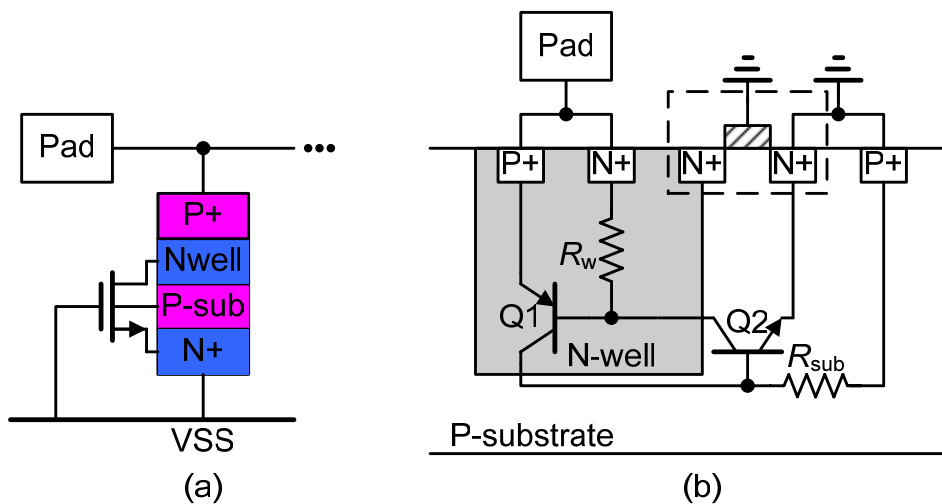 Pad
•••
P+
Nwell
P-sub
N+
VSS
(a)
Pad
P+
N+
N+
N+
P+
Rw
Q1
Q2
N-well
Rsub
P-substrate
(b)